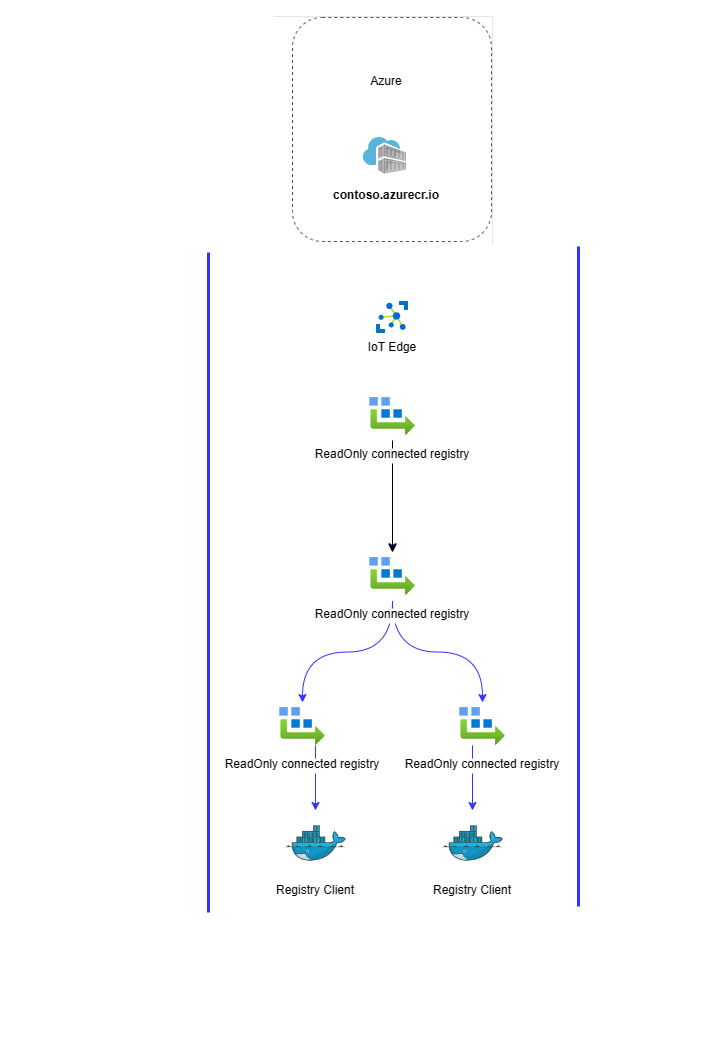 Azure
contoso.azurecr.io
IoT Edge
ReadOnly connected registry
ReadOnly connected registry
ReadOnly connected registry
ReadOnly connected registry
Registry Client
Registry Client